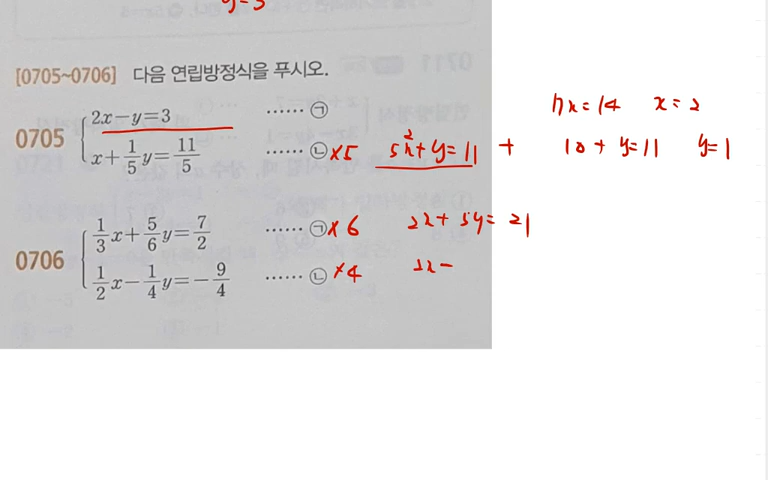 y=3
[0705~0706] 다음 연립방정식을 푸시오.
0705 { 2x-y=3 …… ㉠ 7x=14 x=2
x+1/5y=11/5 …… ㉡ ×5 5x+y=11 + 10+y=11 y=1
2
0706 { 1/3x+5/6y=7/2 …… ㉠ ×6 2x+5y=21
1/2x-1/4y=-9/4 …… ㉡ ×4 2x-